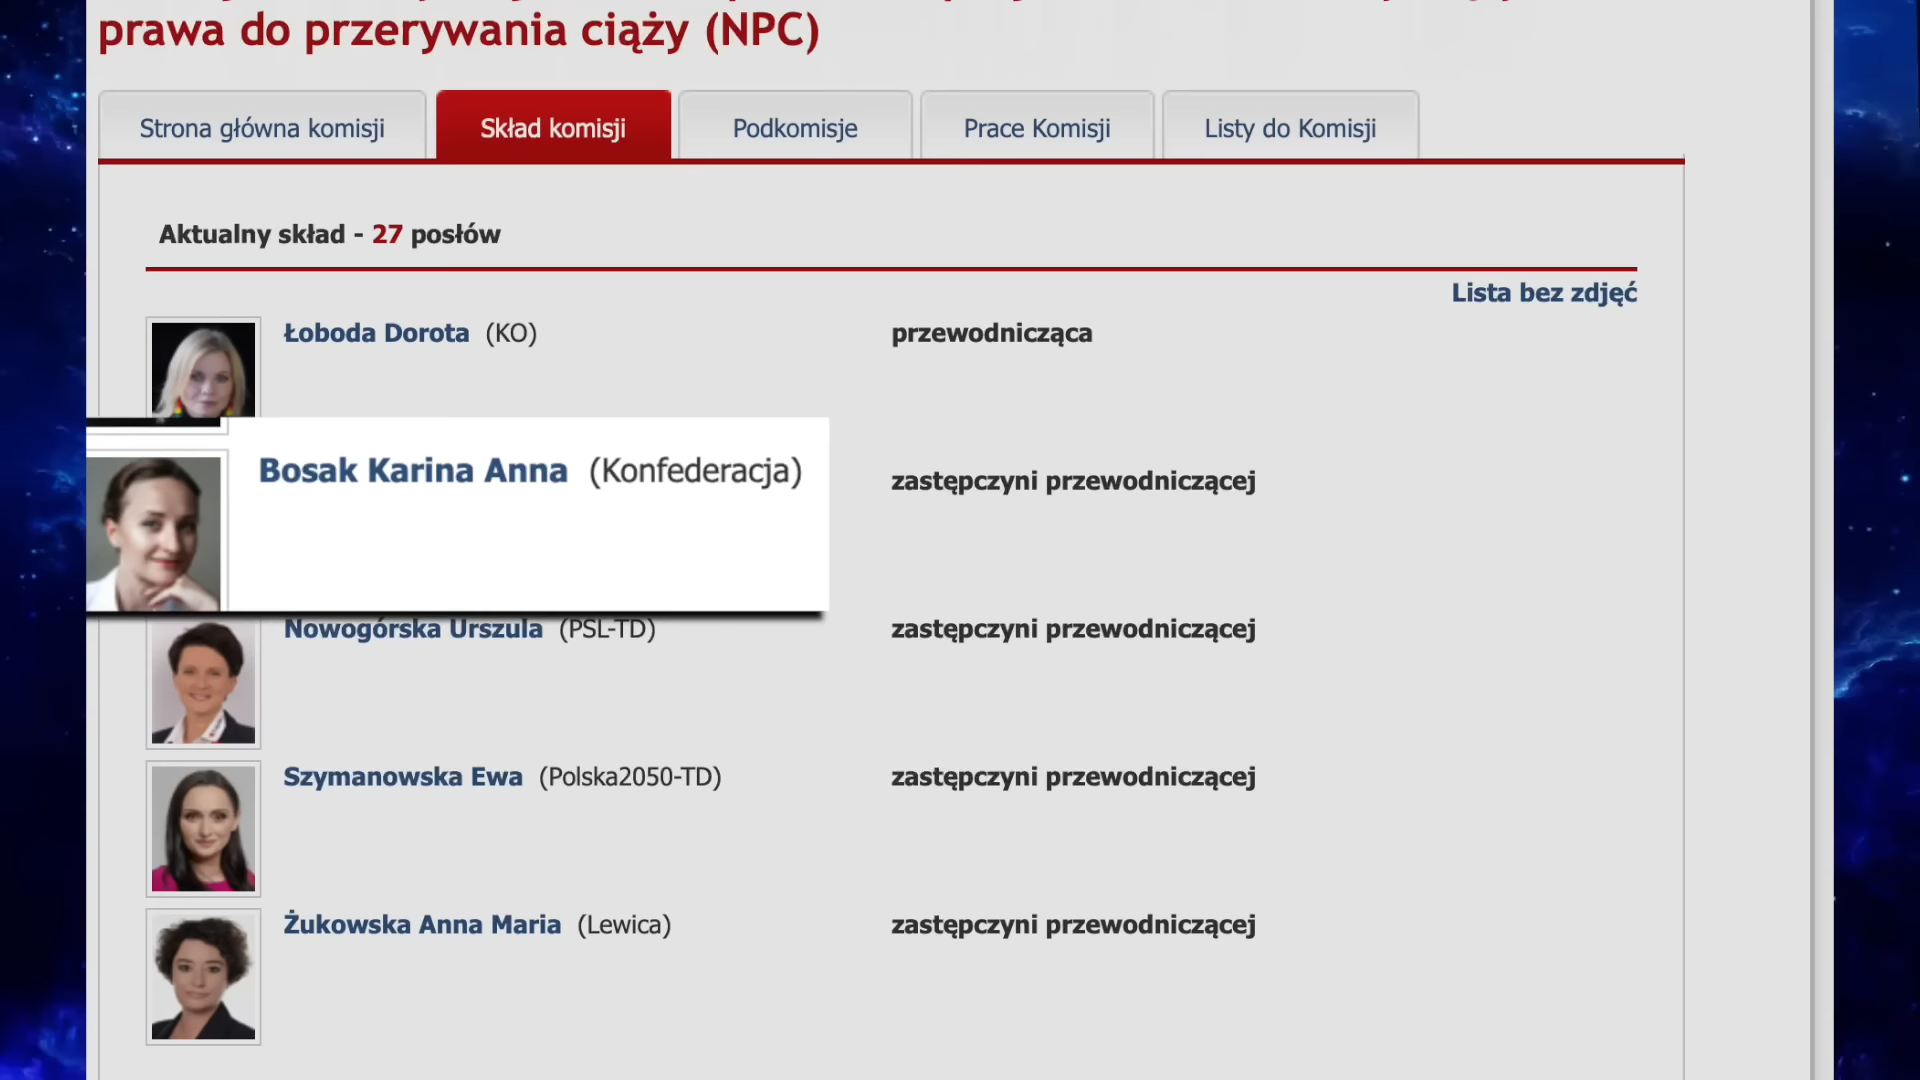 prawa do przerywania ciąży (NPC)
Strona główna komisji
Skład komisji
Podkomisje
Prace Komisji
Listy do Komisji
Aktualny skład - 27 posłów
Lista bez zdjęć
Łoboda Dorota (KO) przewodnicząca
Bosak Karina Anna (Konfederacja) zastępczyni przewodniczącej
Nowogórska Urszula (PSL-TD) zastępczyni przewodniczącej
Szymanowska Ewa (Polska2050-TD) zastępczyni przewodniczącej
Żukowska Anna Maria (Lewica) zastępczyni przewodniczącej